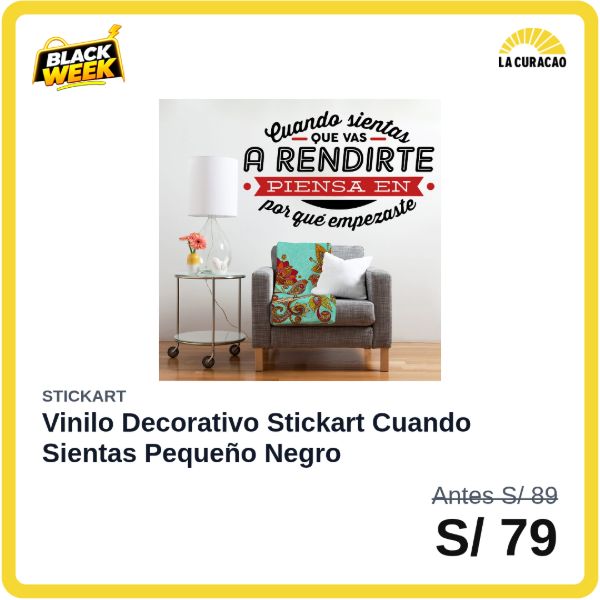 BLACK
WEEK
LA CURACAO
Cuando sientas
QUE VAS
A RENDIRTE
PIENSA EN
por qué empezaste
STICKART
Vinilo Decorativo Stickart Cuando
Sientas Pequeño Negro
Antes S/ 89
S/ 79